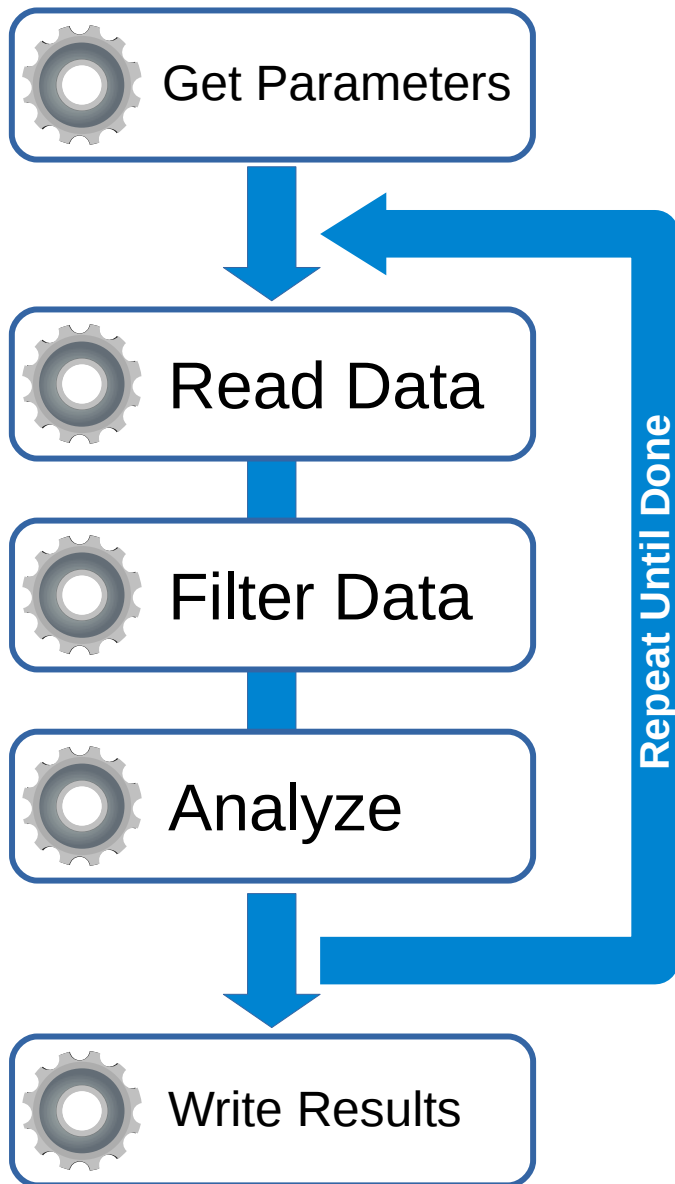 Get Parameters
Read Data
Filter Data
Analyze
Repeat Until Done
Write Results